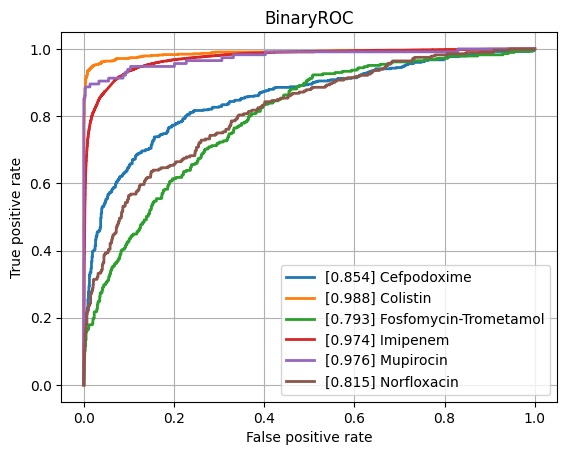 BinaryROC
True positive rate
1.0
0.8
0.6
0.4
0.2
0.0
[0.854] Cefpodoxime
[0.988] Colistin
[0.793] Fosfomycin-Trometamol
[0.974] Imipenem
[0.976] Mupirocin
[0.815] Norfloxacin
0.0 0.2 0.4 0.6 0.8 1.0
False positive rate